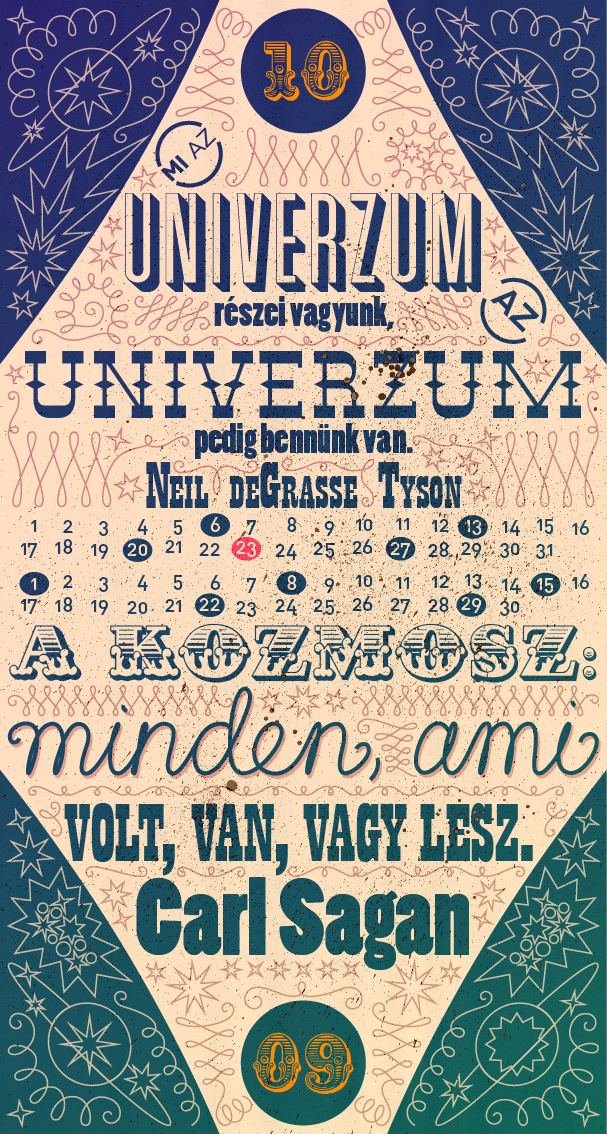 10
MI AZ
UNIVERZUM
részei vagyunk,
AZ
UNIVERZUM
pedig bennünk van.
NEIL DEGRASSE TYSON
1 2 3 4 5 6 7 8 9 10 11 12 13 14 15 16
17 18 19 20 21 22 23 24 25 26 27 28 29 30 31
1 2 3 4 5 6 7 8 9 10 11 12 13 14 15 16
17 18 19 20 21 22 23 24 25 26 27 28 29 30
A KOZMOSZ:
minden, ami
VOLT, VAN, VAGY LESZ.
Carl Sagan
09